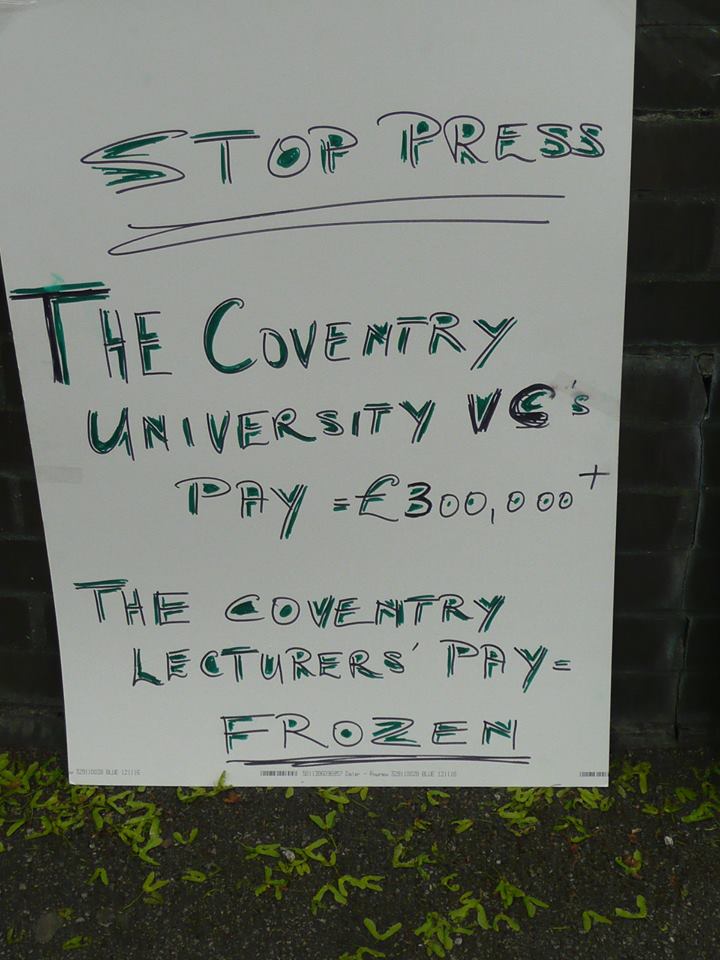 STOP PRESS
THE COVENTRY
UNIVERSITY VC's
PAY = £300,000+
THE COVENTRY
LECTURERS' PAY =
FROZEN